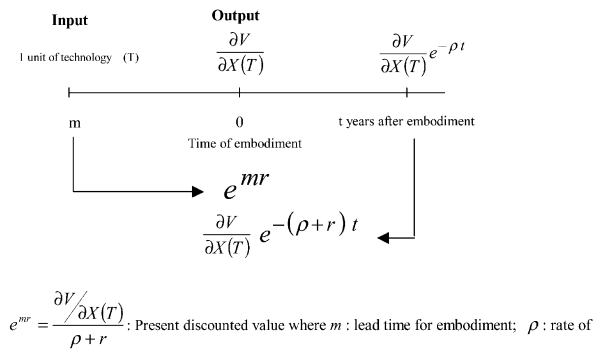 Input Output
1 unit of technology (T) ∂V/∂X(T) ∂V/∂X(T) e^{−ρ t}
m 0 t years after embodiment
Time of embodiment
e^{mr}
∂V/∂X(T) e^{−(ρ+r) t}
e^{mr} = (∂V/∂X(T))/(ρ + r) : Present discounted value where m : lead time for embodiment; ρ : rate of